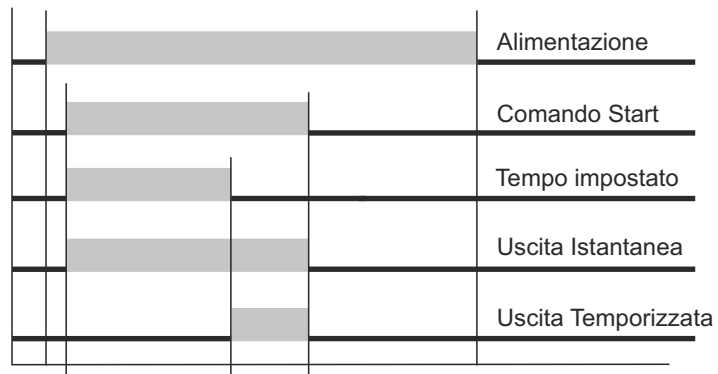 Alimentazione
Comando Start
Tempo impostato
Uscita Istantanea
Uscita Temporizzata